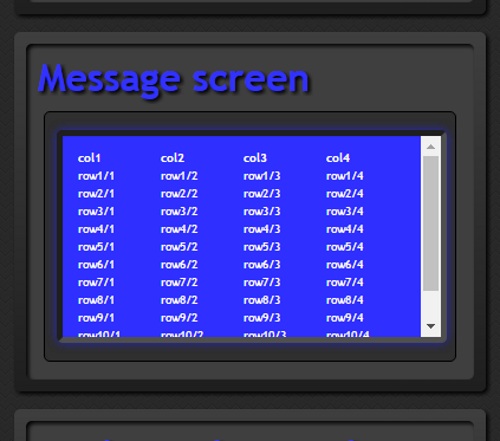 Message screen
col1 col2 col3 col4
row1/1 row1/2 row1/3 row1/4
row2/1 row2/2 row2/3 row2/4
row3/1 row3/2 row3/3 row3/4
row4/1 row4/2 row4/3 row4/4
row5/1 row5/2 row5/3 row5/4
row6/1 row6/2 row6/3 row6/4
row7/1 row7/2 row7/3 row7/4
row8/1 row8/2 row8/3 row8/4
row9/1 row9/2 row9/3 row9/4
row10/1 row10/2 row10/3 row10/4